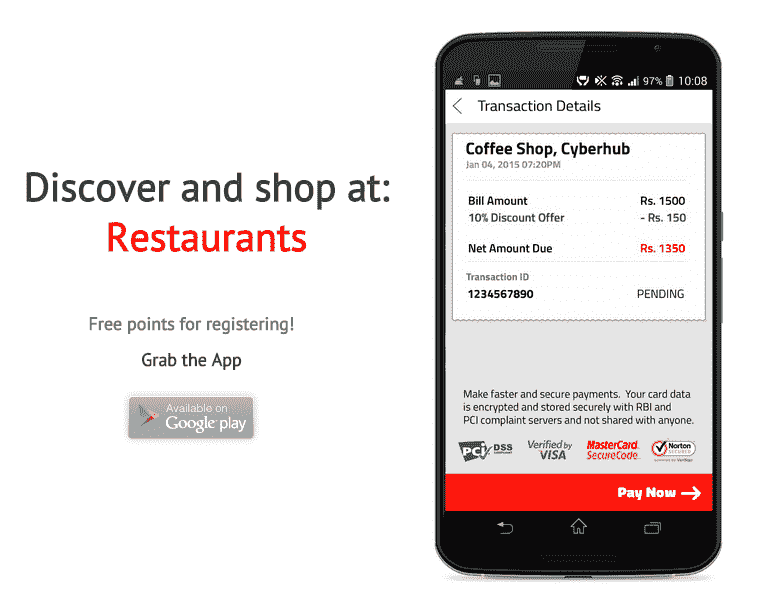 Discover and shop at:
Restaurants
Free points for registering!
Grab the App
Available on
Google play
97% 10:08
Transaction Details
Coffee Shop, Cyberhub
Jan 04, 2015 07:20PM
Bill Amount Rs. 1500
10% Discount Offer - Rs. 150
Net Amount Due Rs. 1350
Transaction ID
1234567890 PENDING
Make faster and secure payments. Your card data
is encrypted and stored securely with RBI and
PCI complaint servers and not shared with anyone.
PCI DSS
COMPLIANT
Verified by
VISA
MasterCard
SecureCode
Norton
SECURED
powered by VeriSign
Pay Now